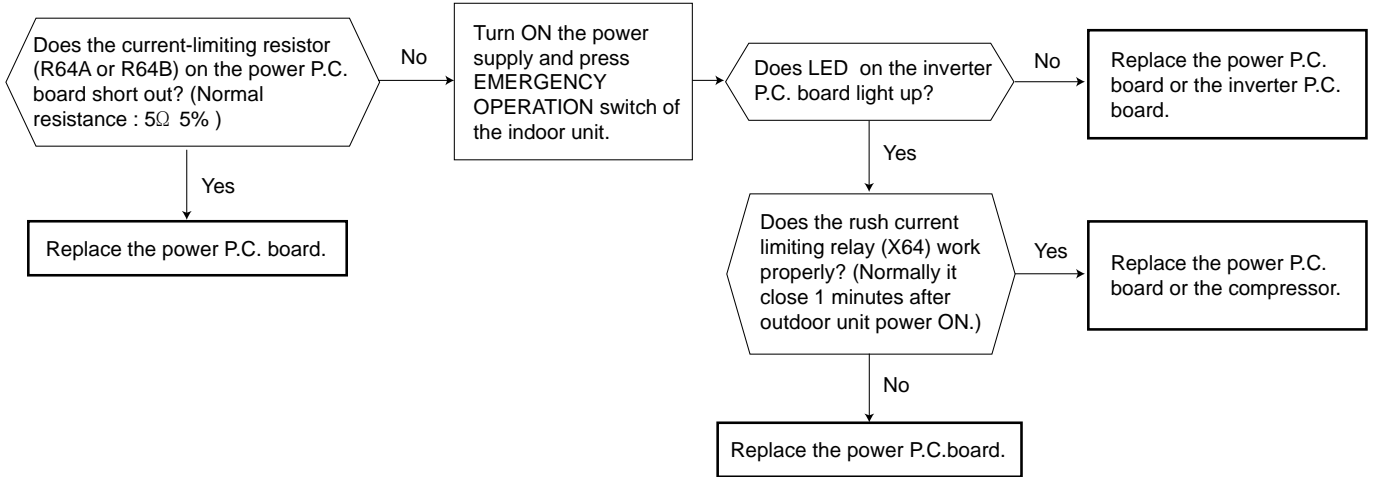 Does the current-limiting resistor
(R64A or R64B) on the power P.C.
board short out? (Normal
resistance : 5Ω 5% )
No
Turn ON the power
supply and press
EMERGENCY
OPERATION switch of
the indoor unit.
Does LED on the inverter
P.C. board light up?
No
Replace the power P.C.
board or the inverter P.C.
board.
Yes
Replace the power P.C. board.
Yes
Does the rush current
limiting relay (X64) work
properly? (Normally it
close 1 minutes after
outdoor unit power ON.)
Yes
Replace the power P.C.
board or the compressor.
No
Replace the power P.C.board.